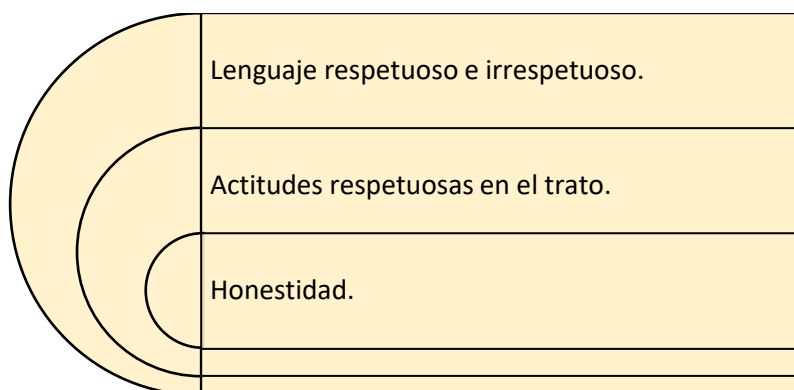 Lenguaje respetuoso e irrespetuoso.
Actitudes respetuosas en el trato.
Honestidad.